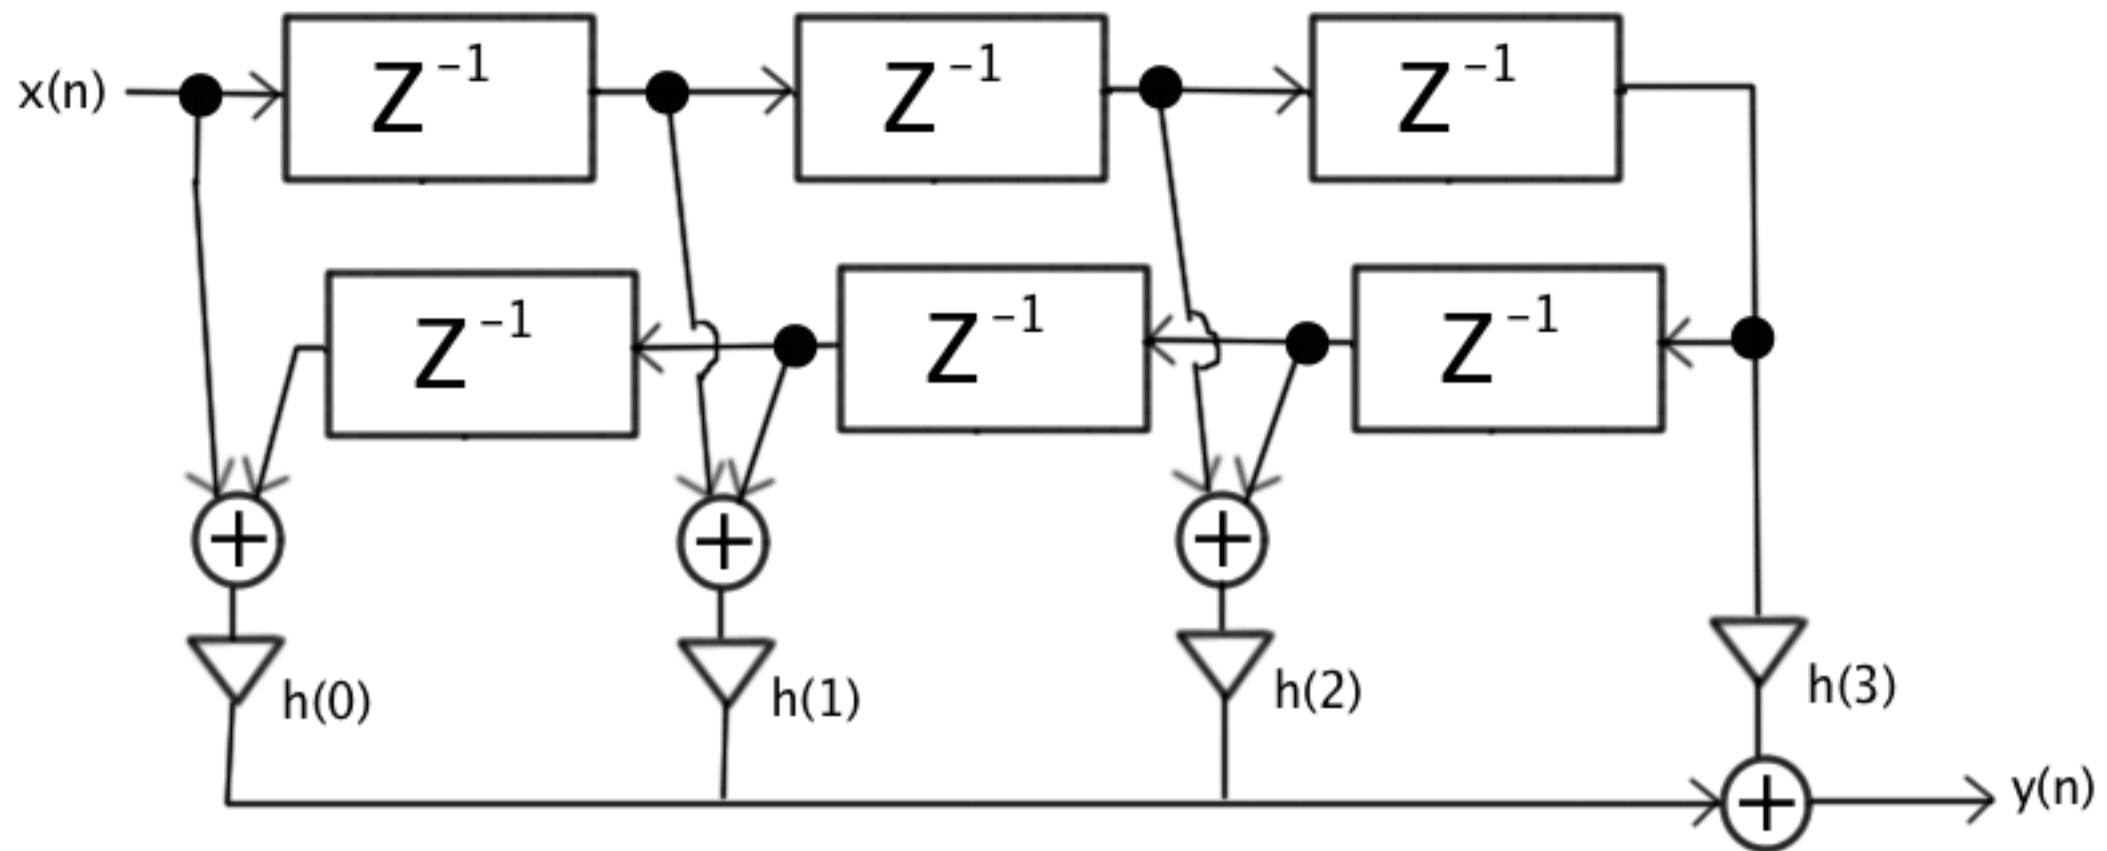 x(n) Z⁻¹ Z⁻¹ Z⁻¹
Z⁻¹ Z⁻¹ Z⁻¹
+ + +
h(0) h(1) h(2) h(3)
+ y(n)